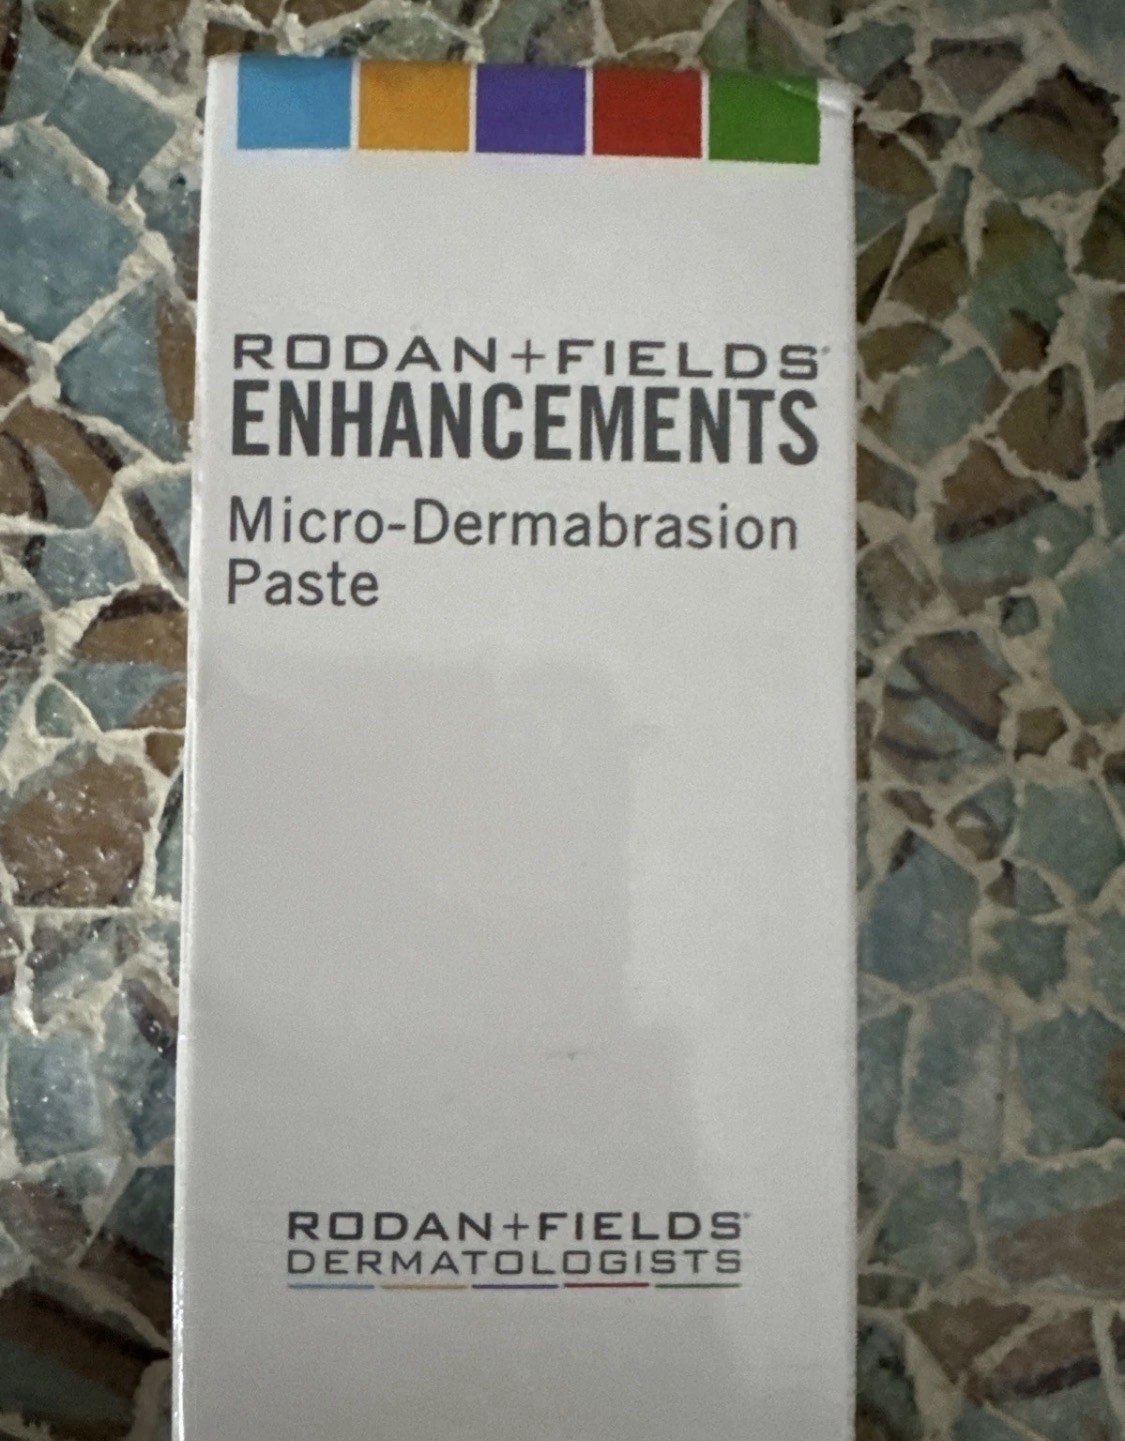 RODAN+FIELDS®
ENHANCEMENTS
Micro-Dermabrasion
Paste
RODAN+FIELDS®
DERMATOLOGISTS